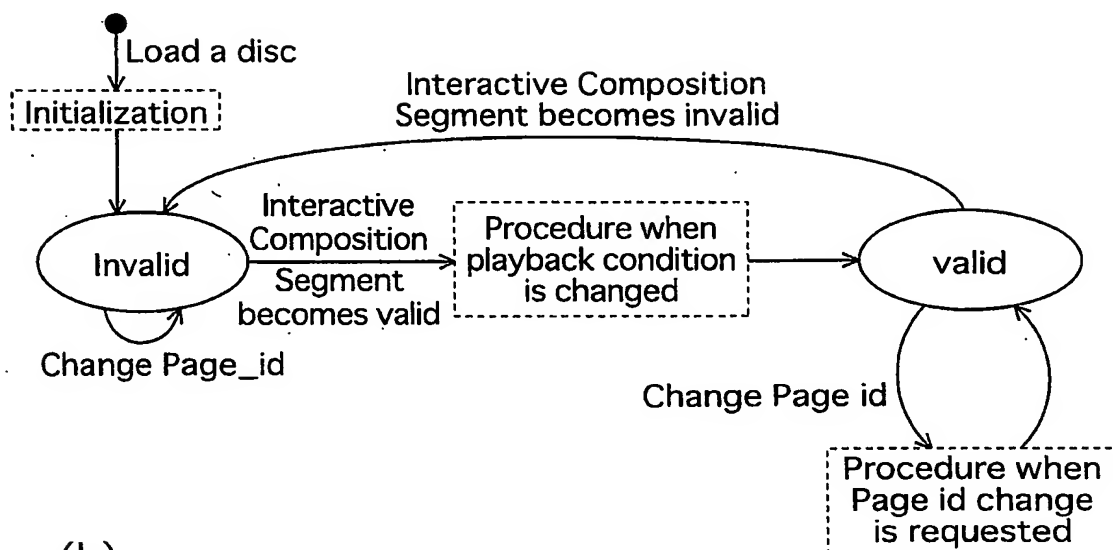 Load a disc
Interactive Composition
Segment becomes invalid
Initialization
Interactive
Composition
Segment
becomes valid
Invalid
Procedure when
playback condition
is changed
valid
Change Page_id
Change Page id
Procedure when
Page id change
is requested